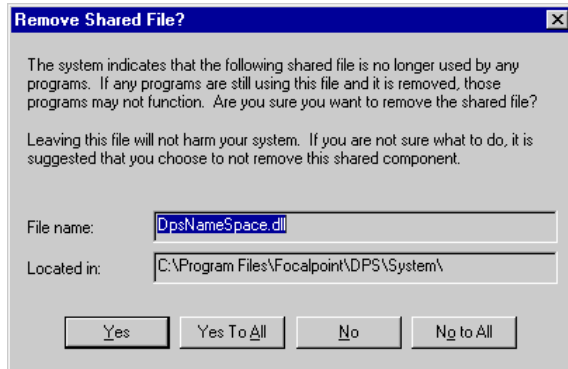 Remove Shared File?
The system indicates that the following shared file is no longer used by any
programs. If any programs are still using this file and it is removed, those
programs may not function. Are you sure you want to remove the shared file?
Leaving this file will not harm your system. If you are not sure what to do, it is
suggested that you choose to not remove this shared component.
File name: DpsNameSpace.dll
Located in: C:\Program Files\Focalpoint\DPS\System\
Yes Yes To All No No to All